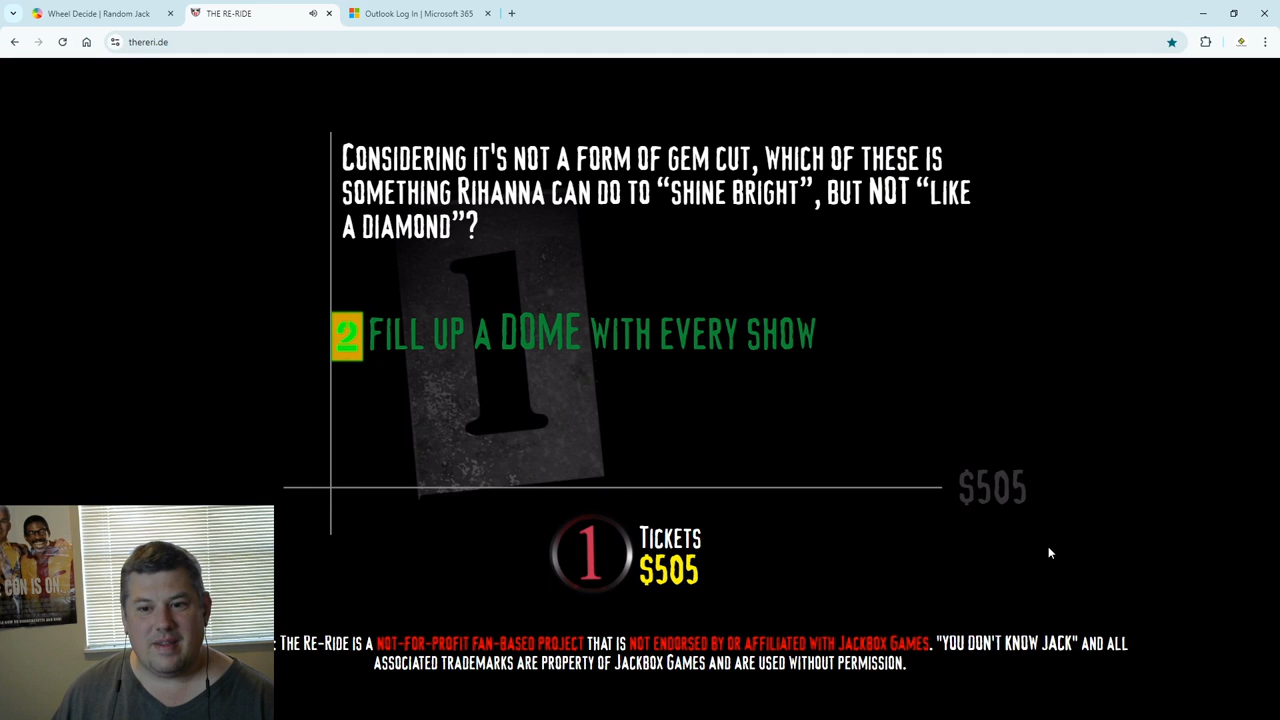 Wheel Decide | Random Jack
THE RE-RIDE
Outlook Log In | Microsoft 365
thereri.de
CONSIDERING IT'S NOT A FORM OF GEM CUT, WHICH OF THESE IS
SOMETHING RIHANNA CAN DO TO “SHINE BRIGHT”, BUT NOT “LIKE
A DIAMOND”?
1
2 FILL UP A DOME WITH EVERY SHOW
$505
1
TICKETS
$505
CON IS ON.
: THE RE-RIDE IS A NOT-FOR-PROFIT FAN-BASED PROJECT THAT IS NOT ENDORSED BY OR AFFILIATED WITH JACKBOX GAMES. "YOU DON'T KNOW JACK" AND ALL
ASSOCIATED TRADEMARKS ARE PROPERTY OF JACKBOX GAMES AND ARE USED WITHOUT PERMISSION.